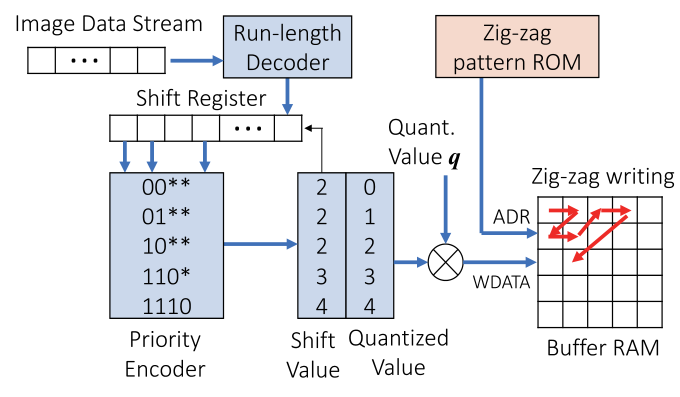 Image Data Stream
Run-length
Decoder
Zig-zag
pattern ROM
Shift Register
Quant.
Value q
Zig-zag writing
00**
01**
10**
110*
1110
2 0
2 1
2 2
3 3
4 4
ADR
WDATA
Priority
Encoder
Shift
Value
Quantized
Value
Buffer RAM